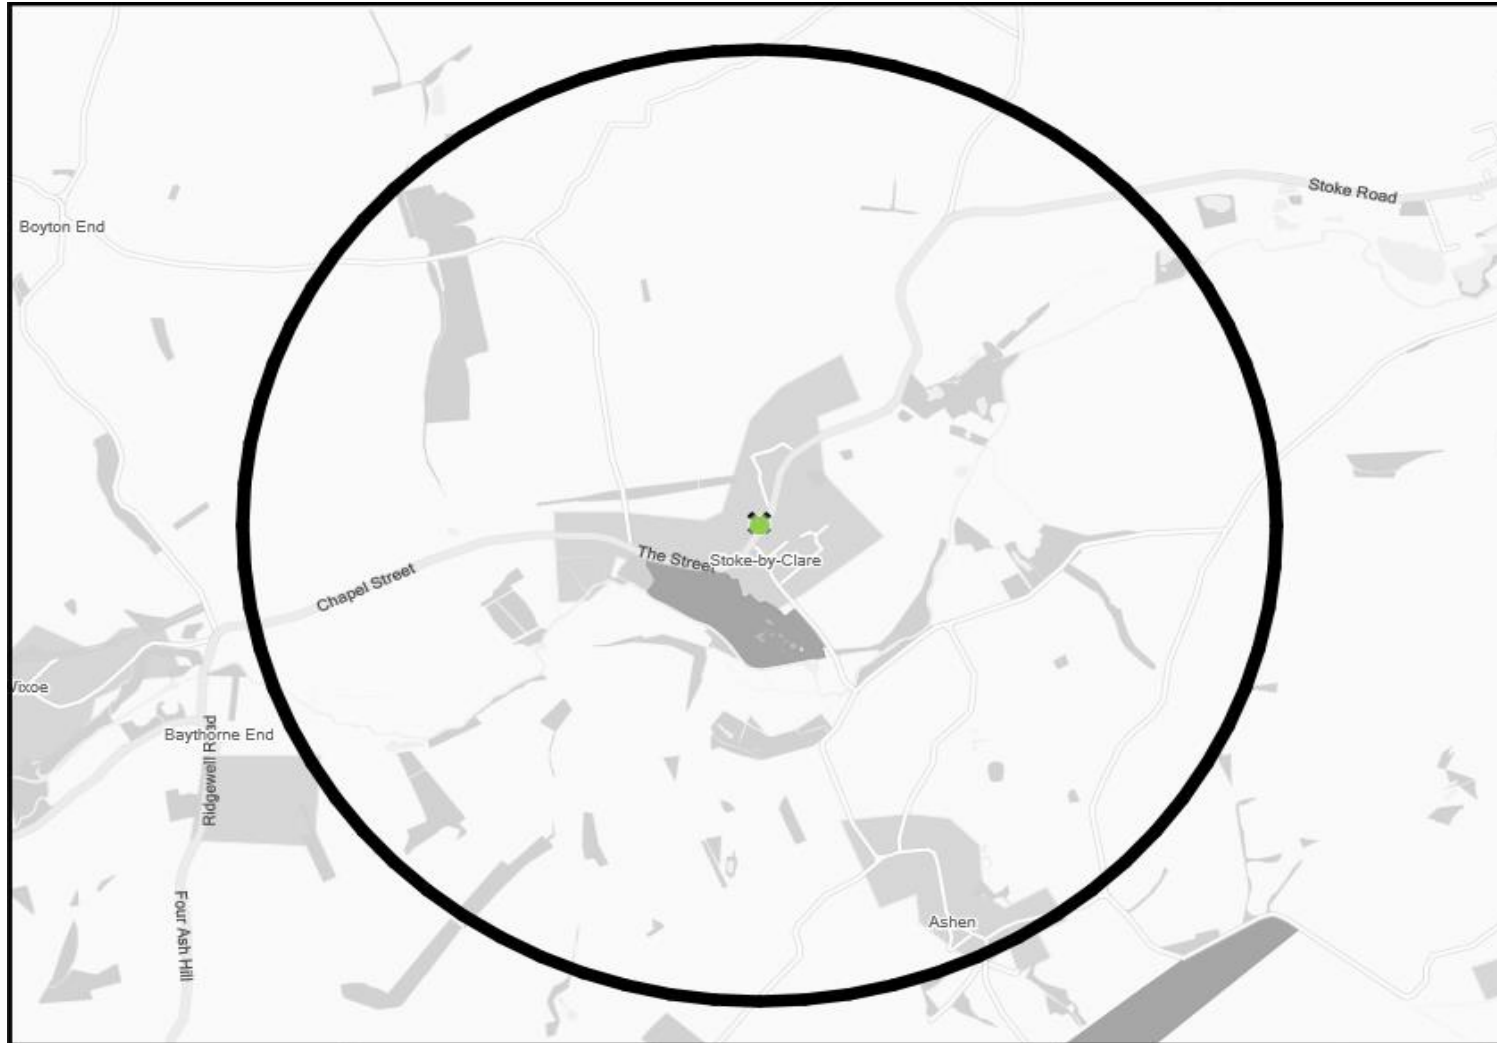 Stoke Road
Boyton End
The Street
Stoke-by-Clare
Chapel Street
Baythorne End
Ridgewell Road
Four Ash Hill
Ashen